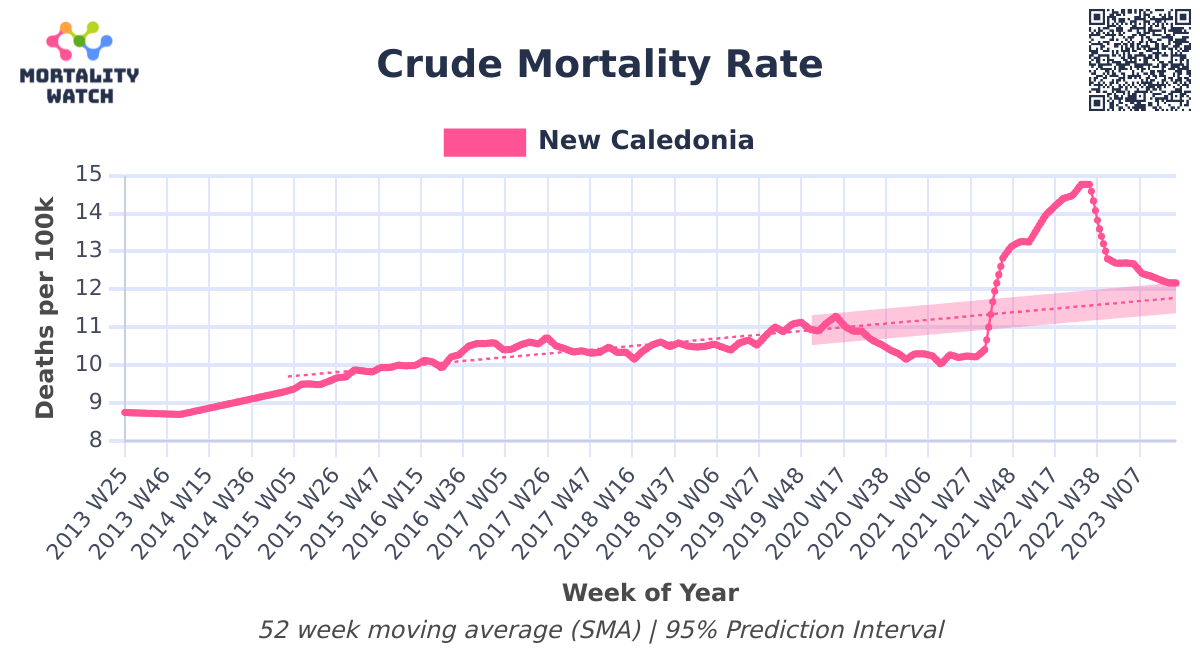 MORTALITY
WATCH
Crude Mortality Rate
New Caledonia
Deaths per 100k
15
14
13
12
11
10
9
8
2013 W25
2013 W46
2014 W15
2014 W36
2015 W05
2015 W26
2015 W47
2016 W15
2016 W36
2017 W05
2017 W26
2017 W47
2018 W16
2018 W37
2019 W06
2019 W27
2019 W48
2020 W17
2020 W38
2021 W06
2021 W27
2021 W48
2022 W17
2022 W38
2023 W07
Week of Year
52 week moving average (SMA) | 95% Prediction Interval